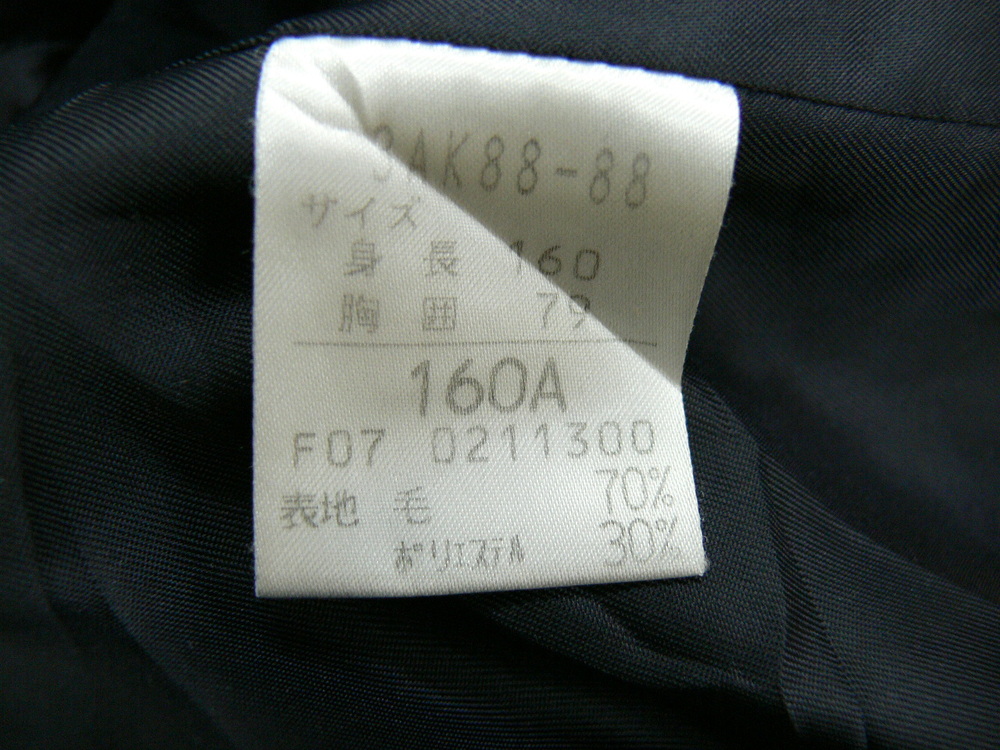 3AK88-88
サイズ
身 長 160
胸 囲 79
160A
F07 0211300
表地 毛 70%
ポリエステル 30%